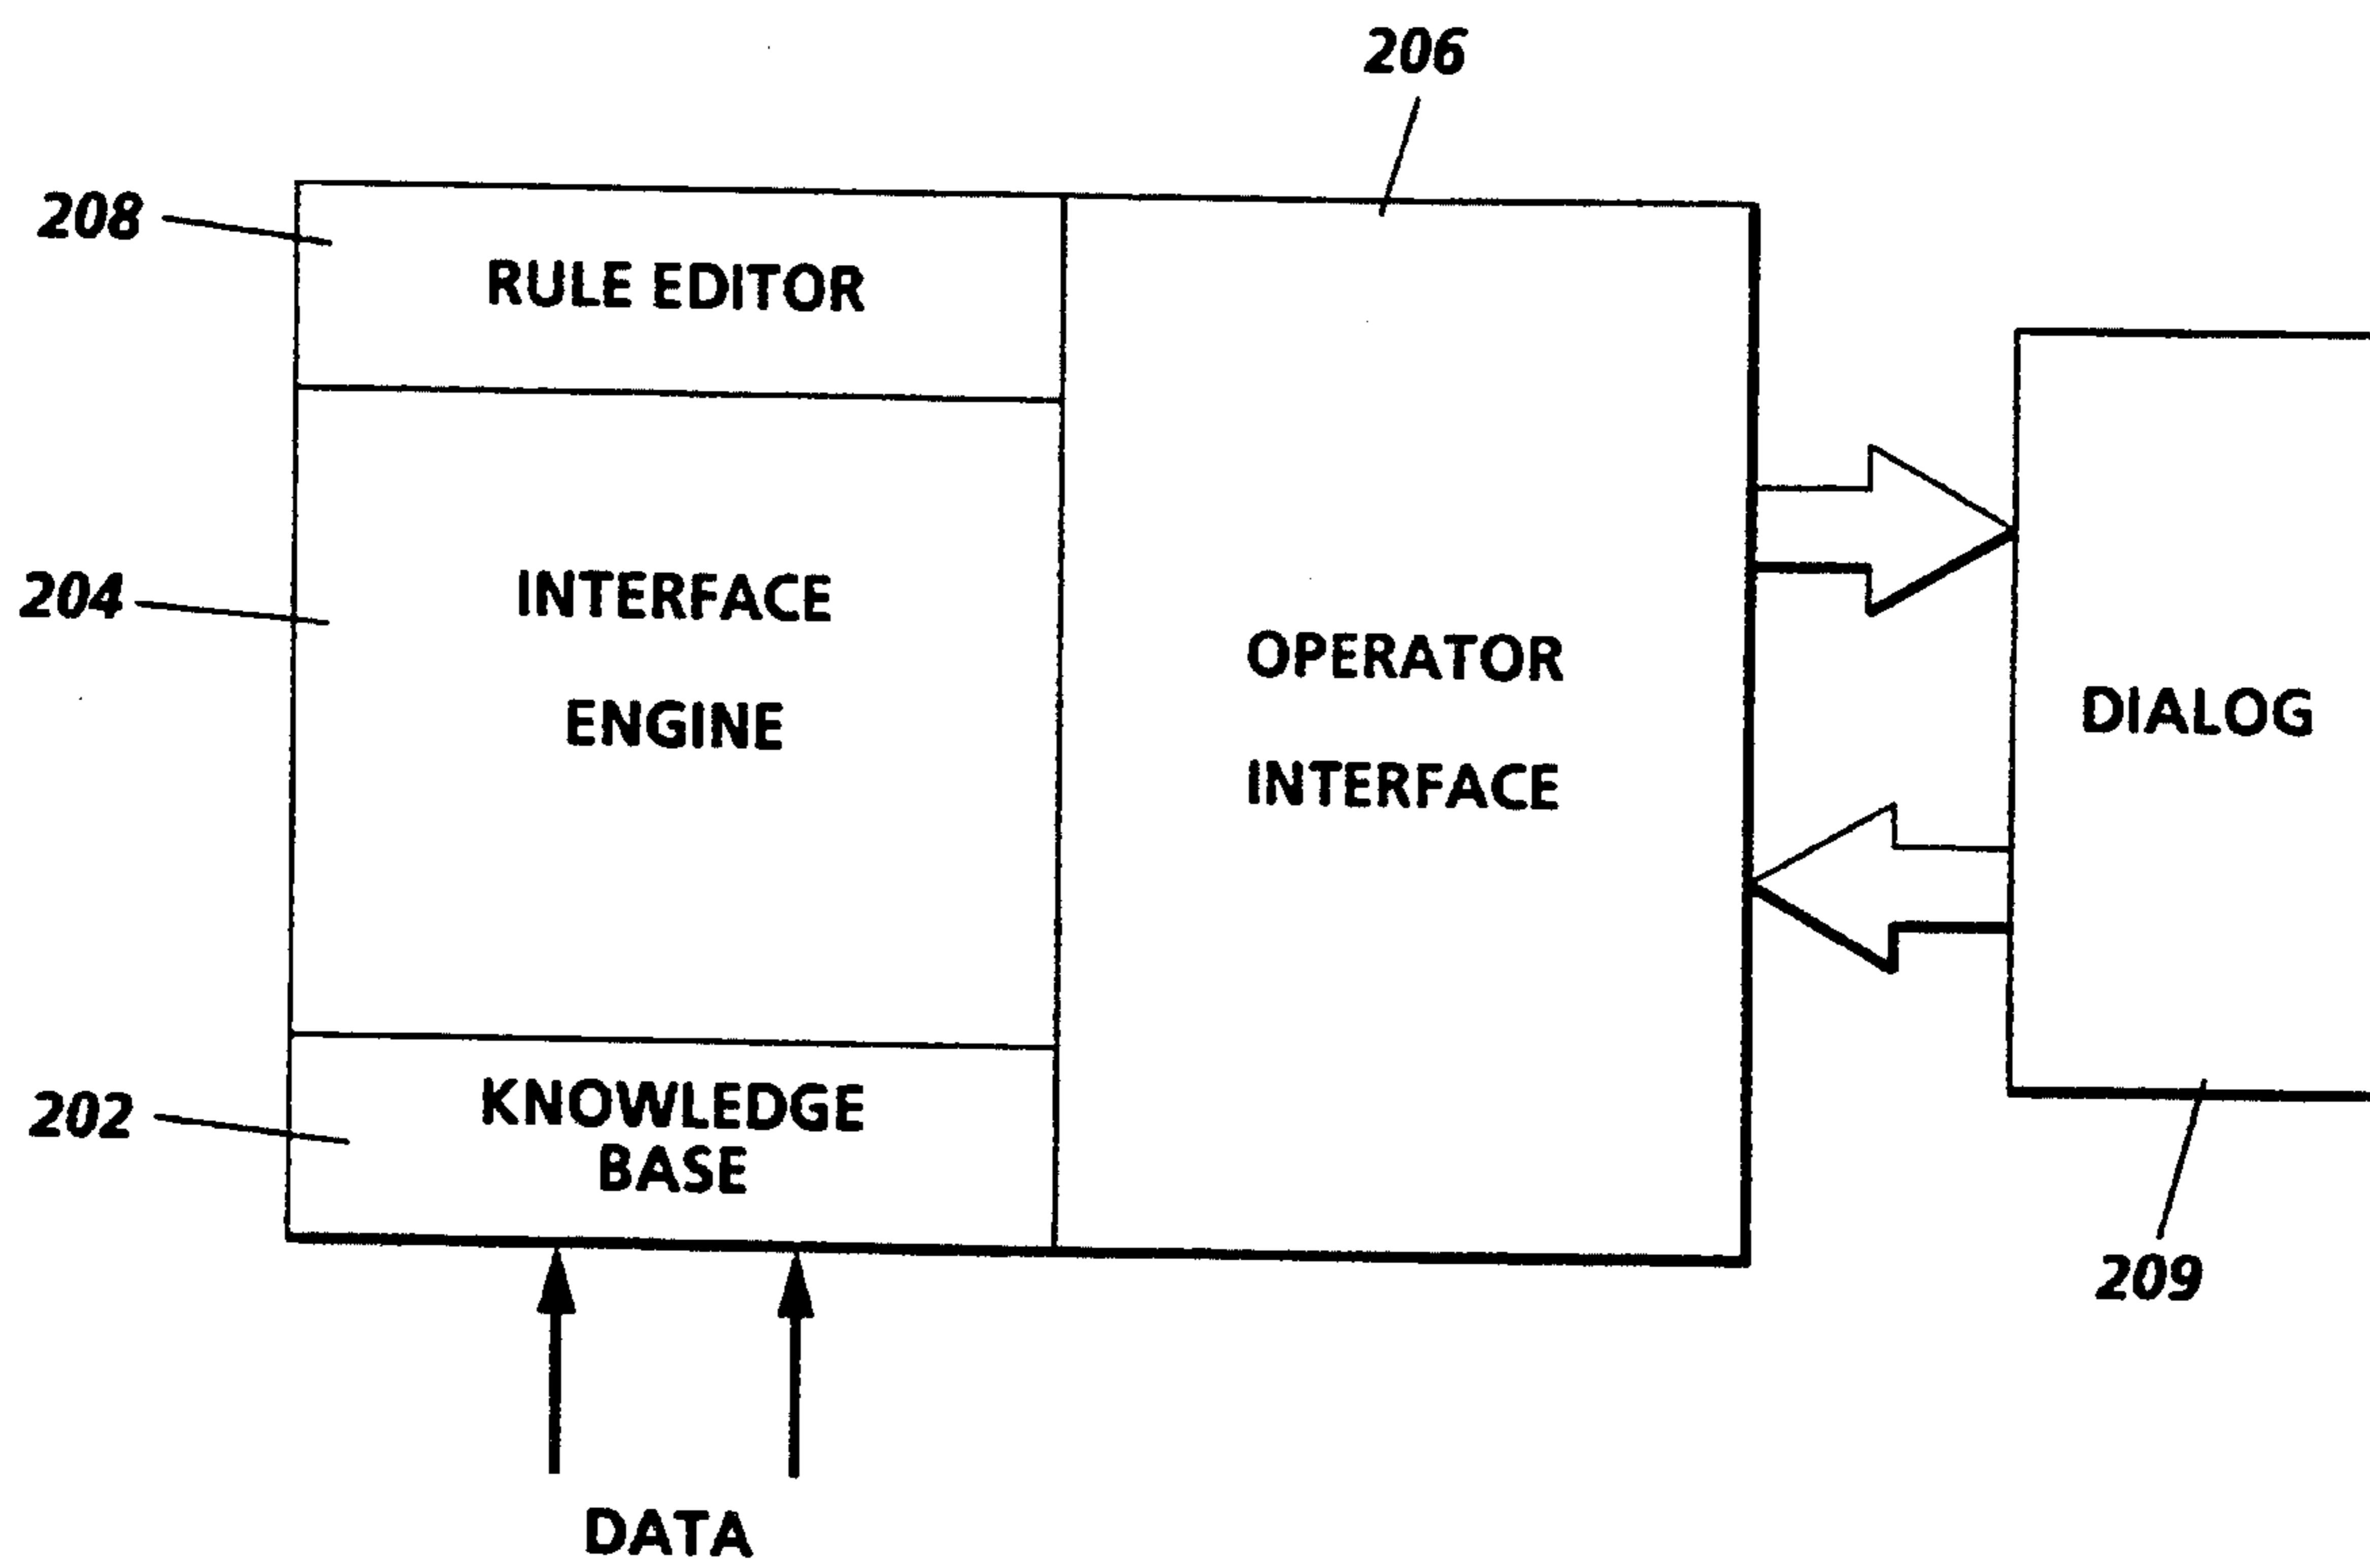 206
208
RULE EDITOR
204
INTERFACE
ENGINE
OPERATOR
INTERFACE
DIALOG
202
KNOWLEDGE
BASE
209
DATA